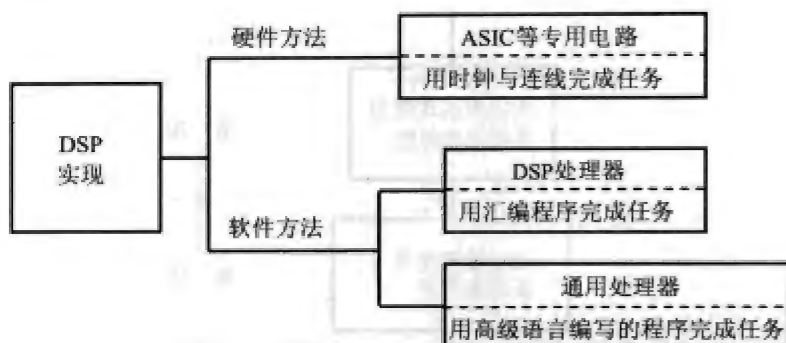 DSP
实现
硬件方法
ASIC等专用电路
用时钟与连线完成任务
软件方法
DSP处理器
用汇编程序完成任务
通用处理器
用高级语言编写的程序完成任务